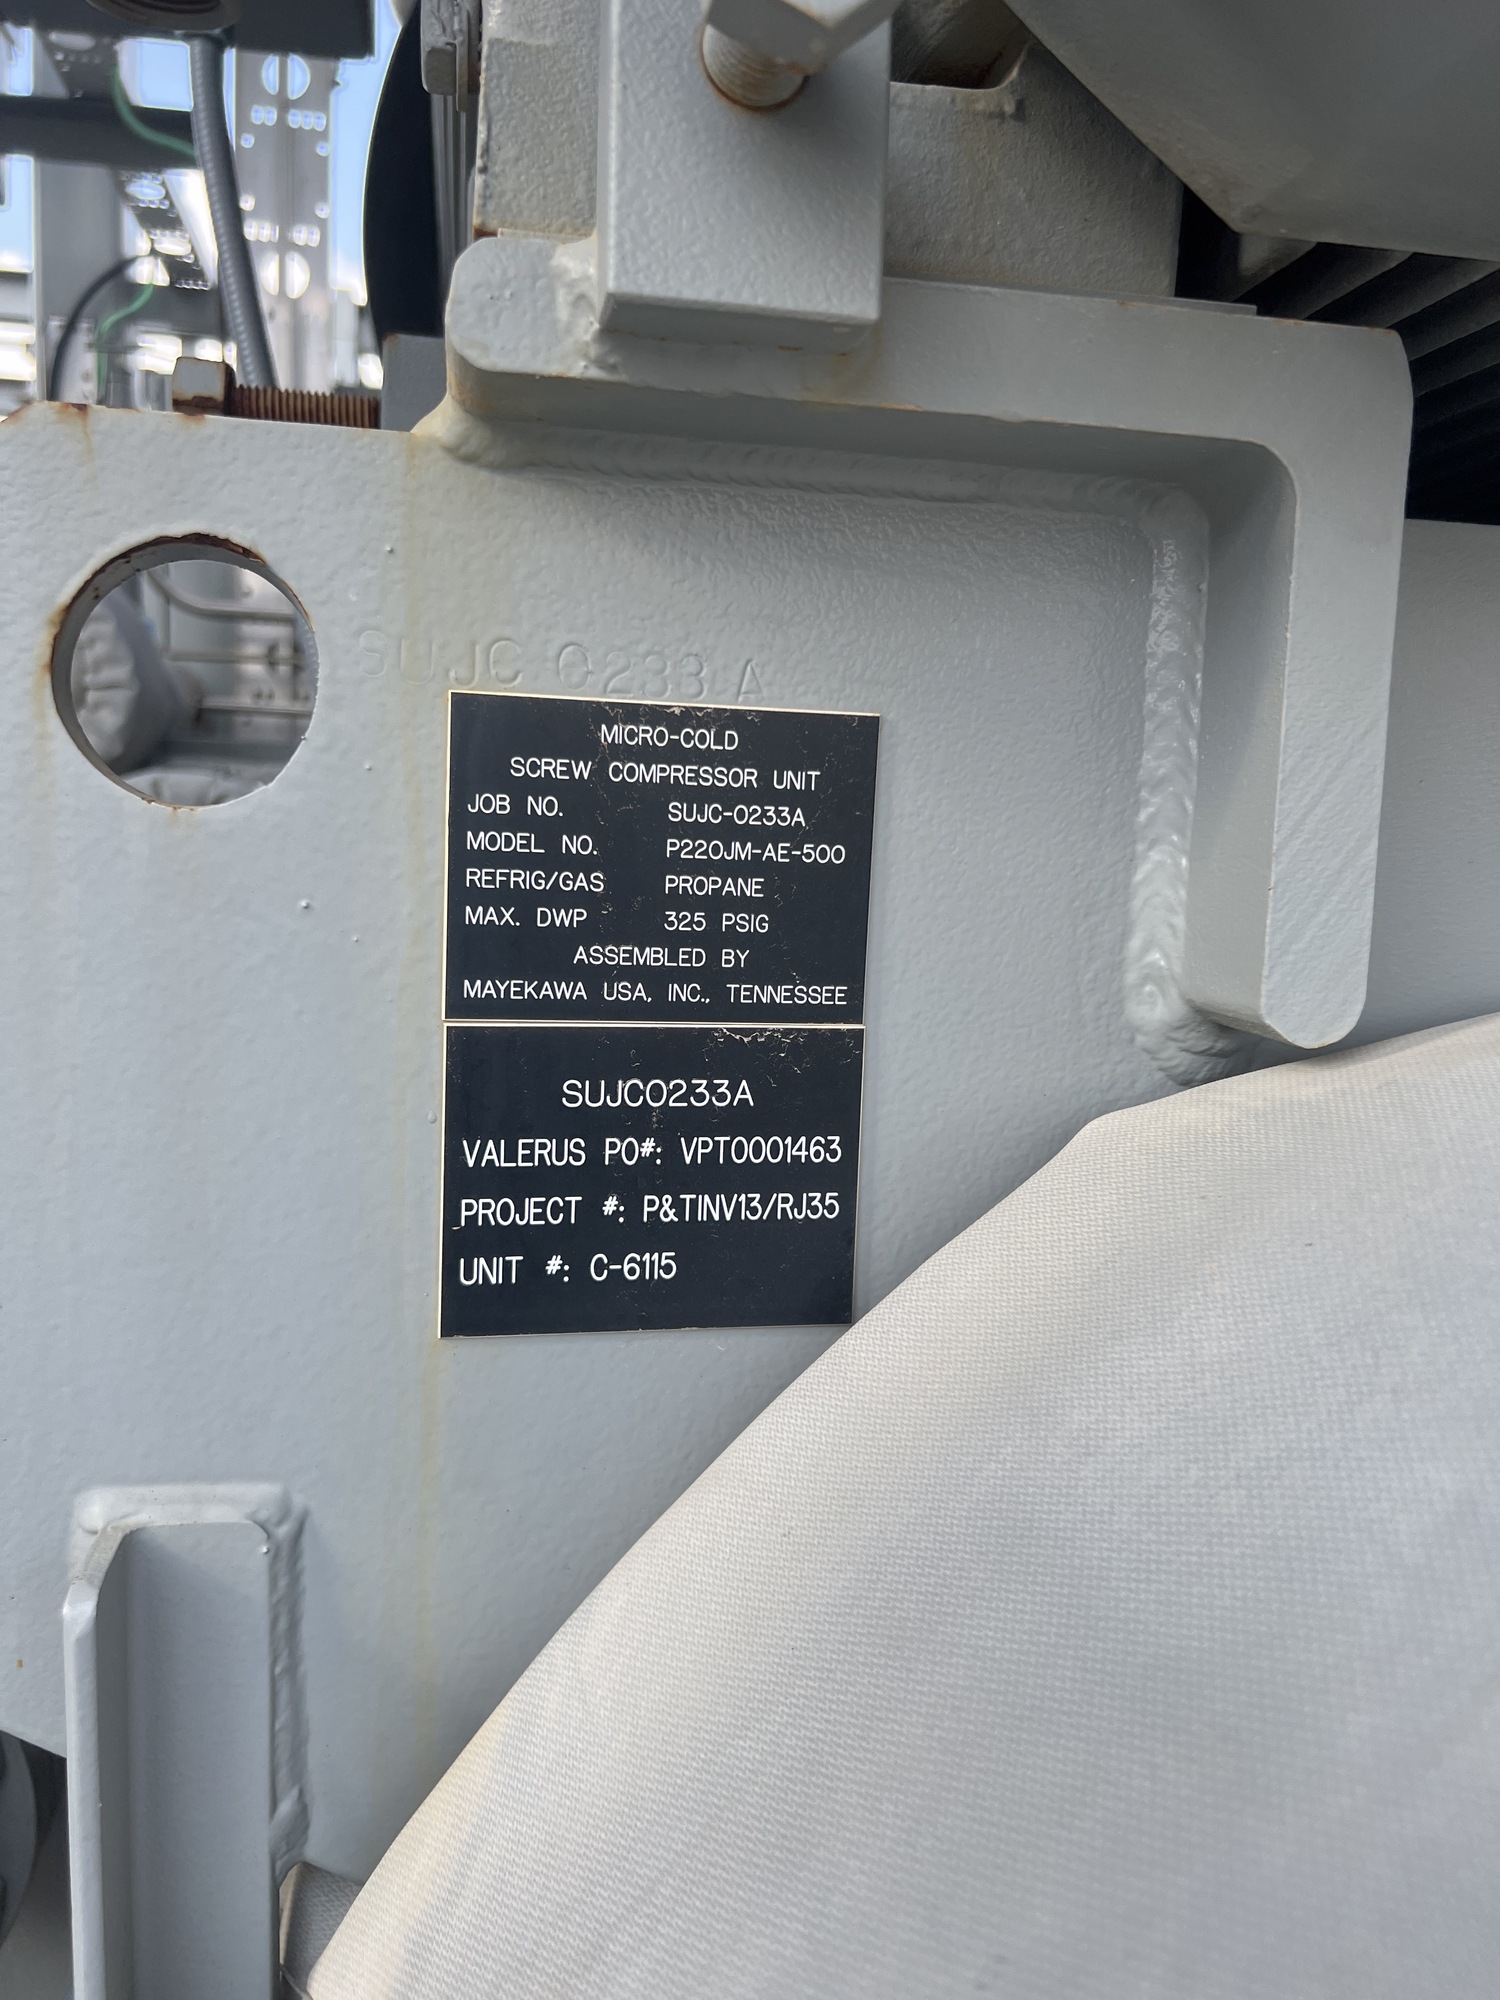 SUJC 0233 A
MICRO-COLD
SCREW COMPRESSOR UNIT
JOB NO. SUJC-0233A
MODEL NO. P220JM-AE-500
REFRIG/GAS PROPANE
MAX. DWP 325 PSIG
ASSEMBLED BY
MAYEKAWA USA, INC., TENNESSEE
SUJC0233A
VALERUS PO#: VPT0001463
PROJECT #: P&TINV13/RJ35
UNIT #: C-6115